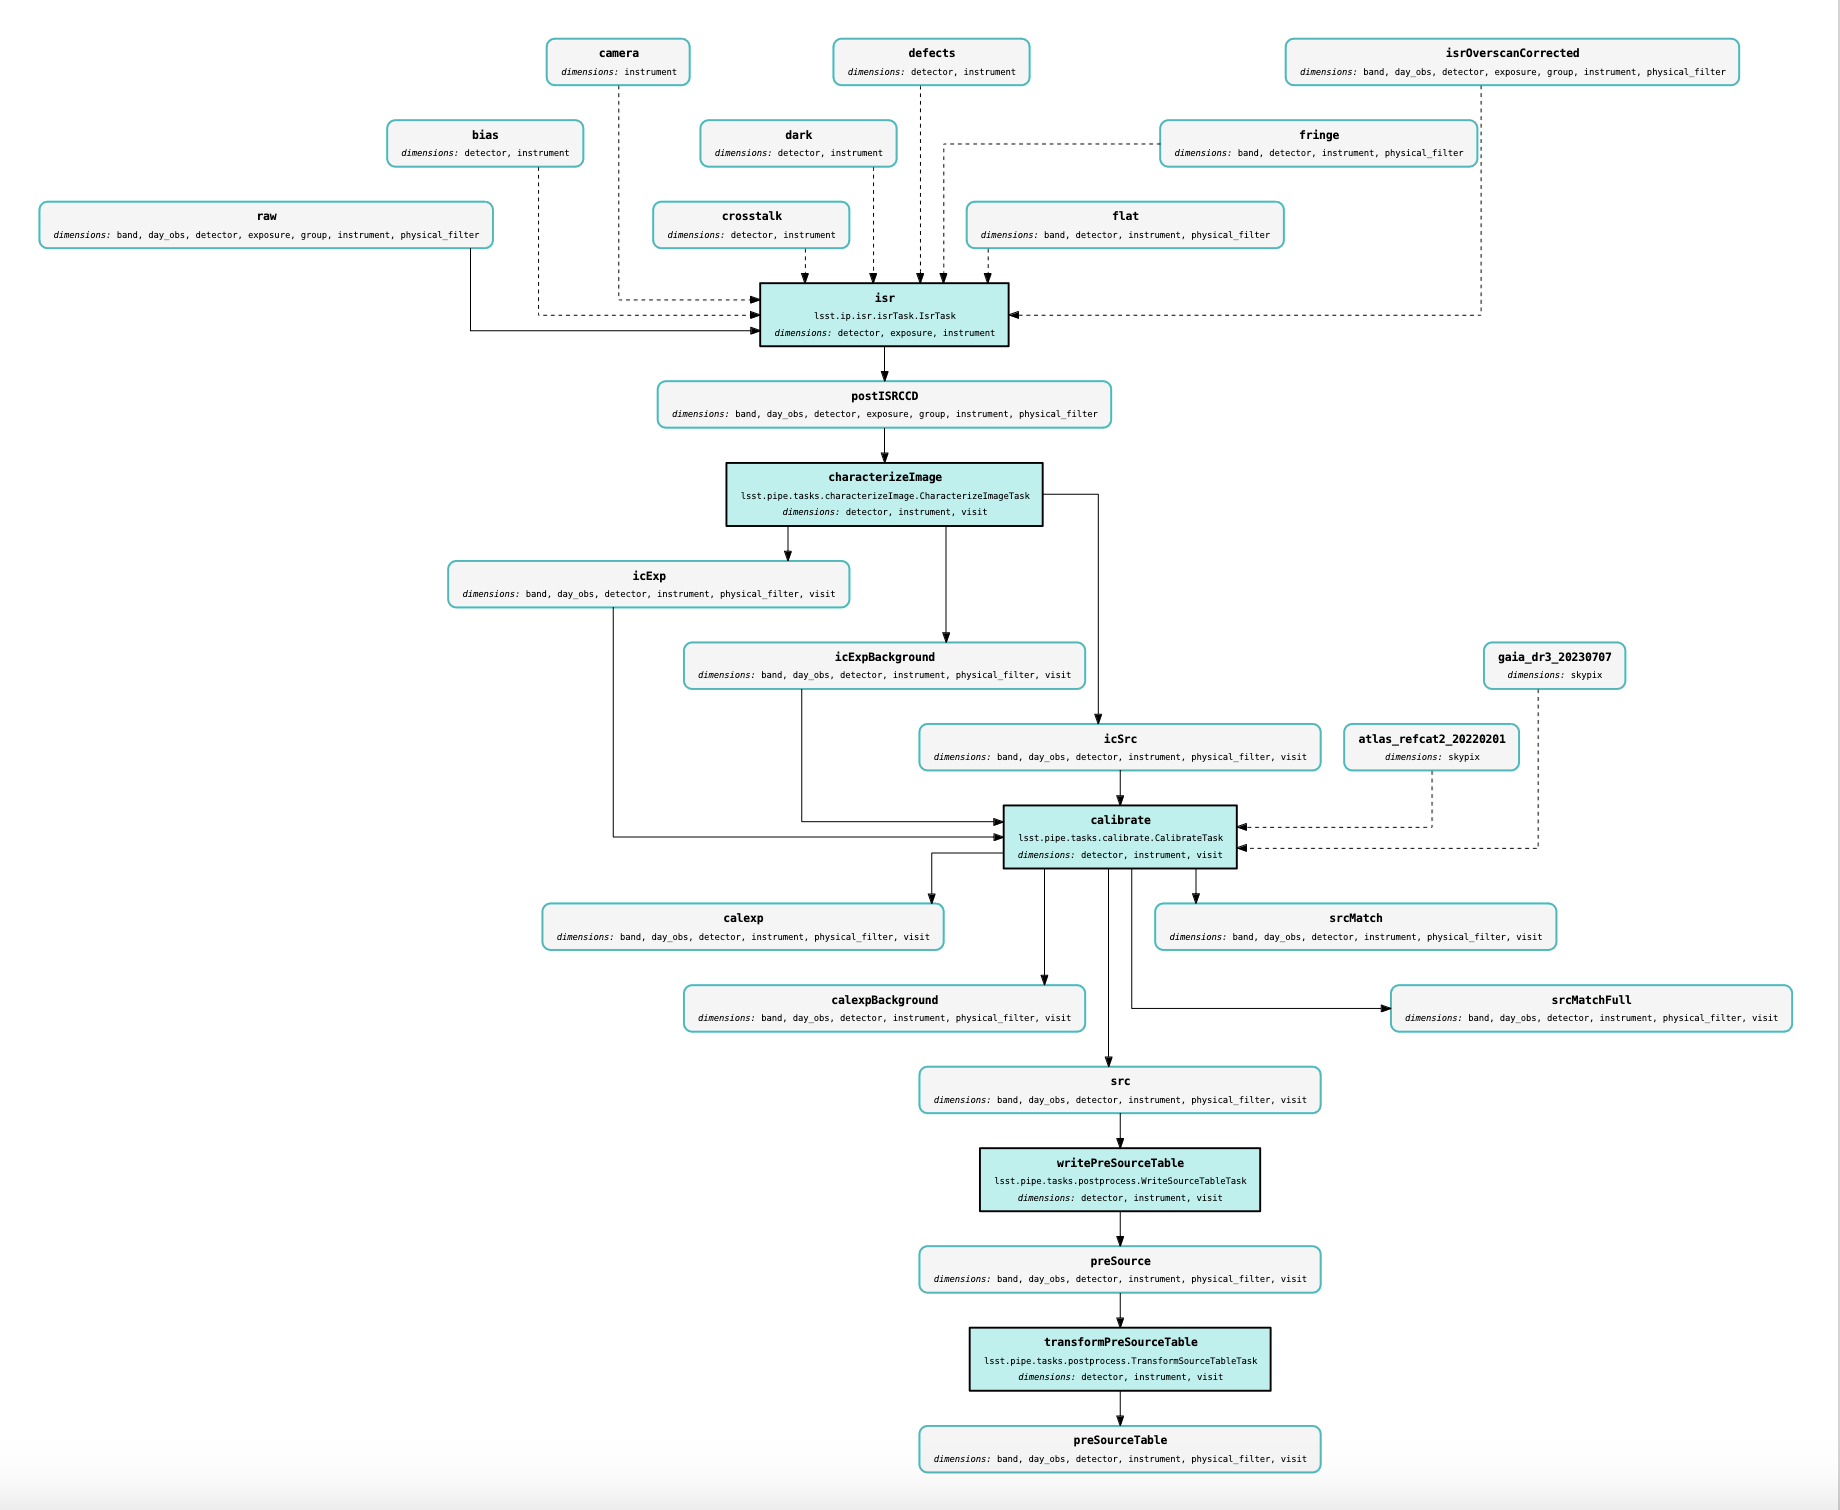 camera
dimensions: instrument
defects
dimensions: detector, instrument
isrOverscanCorrected
dimensions: band, day_obs, detector, exposure, group, instrument, physical_filter
bias
dimensions: detector, instrument
dark
dimensions: detector, instrument
fringe
dimensions: band, detector, instrument, physical_filter
raw
dimensions: band, day_obs, detector, exposure, group, instrument, physical_filter
crosstalk
dimensions: detector, instrument
flat
dimensions: band, detector, instrument, physical_filter
isr
lsst.ip.isr.isrTask.IsrTask
dimensions: detector, exposure, instrument
postISRCCD
dimensions: band, day_obs, detector, exposure, group, instrument, physical_filter
characterizeImage
lsst.pipe.tasks.characterizeImage.CharacterizeImageTask
dimensions: detector, instrument, visit
icExp
dimensions: band, day_obs, detector, instrument, physical_filter, visit
icExpBackground
dimensions: band, day_obs, detector, instrument, physical_filter, visit
gaia_dr3_20230707
dimensions: skypix
icSrc
dimensions: band, day_obs, detector, instrument, physical_filter, visit
atlas_refcat2_20220201
dimensions: skypix
calibrate
lsst.pipe.tasks.calibrate.CalibrateTask
dimensions: detector, instrument, visit
calexp
dimensions: band, day_obs, detector, instrument, physical_filter, visit
srcMatch
dimensions: band, day_obs, detector, instrument, physical_filter, visit
calexpBackground
dimensions: band, day_obs, detector, instrument, physical_filter, visit
srcMatchFull
dimensions: band, day_obs, detector, instrument, physical_filter, visit
src
dimensions: band, day_obs, detector, instrument, physical_filter, visit
writePreSourceTable
lsst.pipe.tasks.postprocess.WriteSourceTableTask
dimensions: detector, instrument, visit
preSource
dimensions: band, day_obs, detector, instrument, physical_filter, visit
transformPreSourceTable
lsst.pipe.tasks.postprocess.TransformSourceTableTask
dimensions: detector, instrument, visit
preSourceTable
dimensions: band, day_obs, detector, instrument, physical_filter, visit